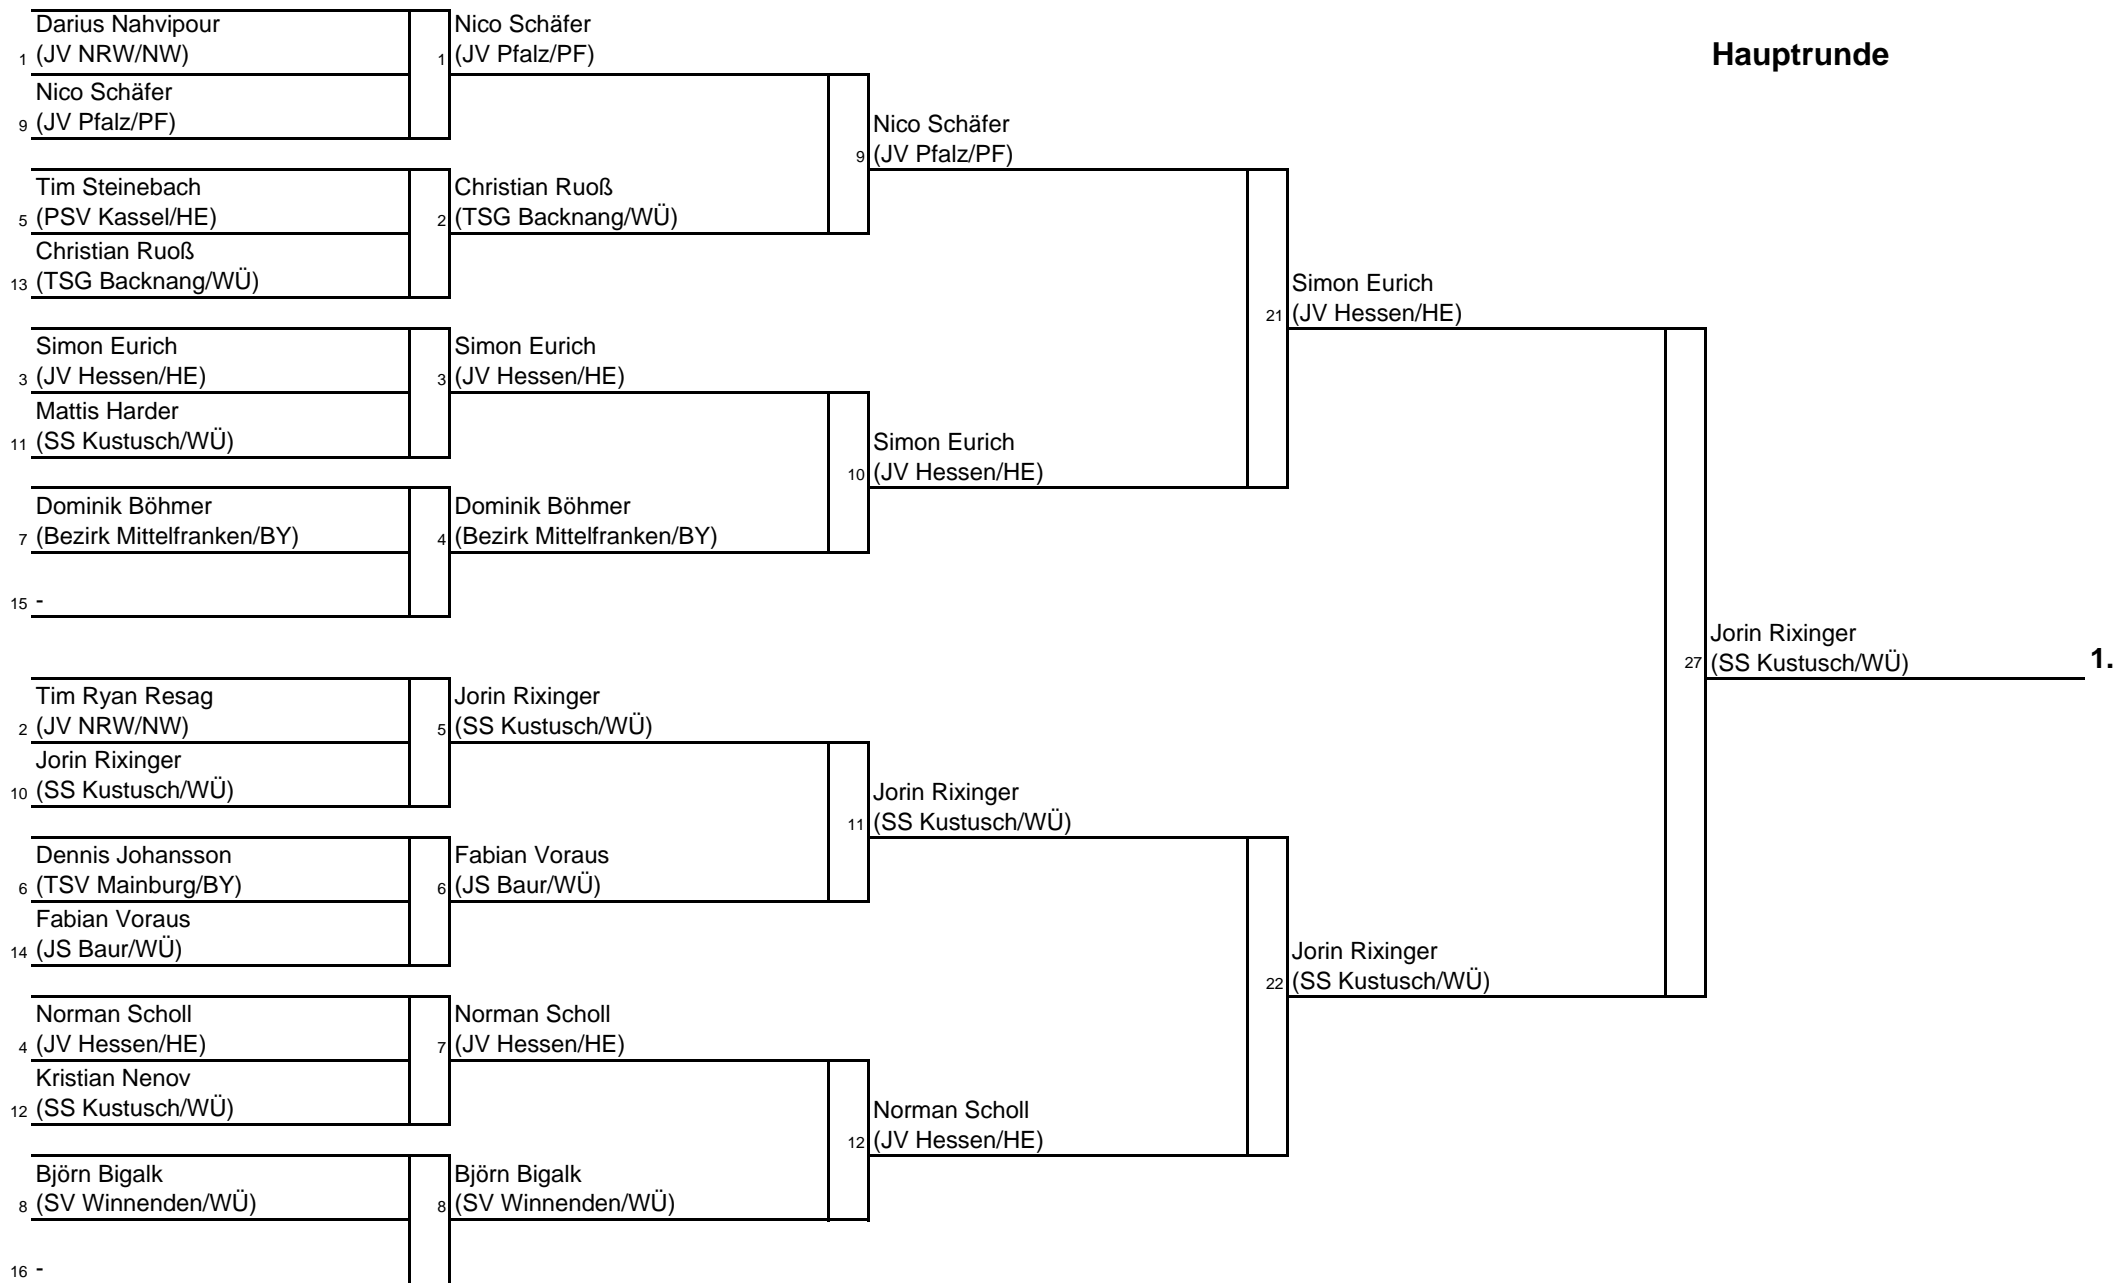 Hauptrunde
Darius Nahvipour
1 (JV NRW/NW)
Nico Schäfer
9 (JV Pfalz/PF)
Tim Steinebach
5 (PSV Kassel/HE)
Christian Ruoß
13 (TSG Backnang/WÜ)
Simon Eurich
3 (JV Hessen/HE)
Mattis Harder
11 (SS Kustusch/WÜ)
Dominik Böhmer
7 (Bezirk Mittelfranken/BY)
15 -
Tim Ryan Resag
2 (JV NRW/NW)
Jorin Rixinger
10 (SS Kustusch/WÜ)
Dennis Johansson
6 (TSV Mainburg/BY)
Fabian Voraus
14 (JS Baur/WÜ)
Norman Scholl
4 (JV Hessen/HE)
Kristian Nenov
12 (SS Kustusch/WÜ)
Björn Bigalk
8 (SV Winnenden/WÜ)
16 -
Nico Schäfer
1 (JV Pfalz/PF)
Christian Ruoß
2 (TSG Backnang/WÜ)
Simon Eurich
3 (JV Hessen/HE)
Dominik Böhmer
4 (Bezirk Mittelfranken/BY)
Jorin Rixinger
5 (SS Kustusch/WÜ)
Fabian Voraus
6 (JS Baur/WÜ)
Norman Scholl
7 (JV Hessen/HE)
Björn Bigalk
8 (SV Winnenden/WÜ)
Nico Schäfer
9 (JV Pfalz/PF)
Simon Eurich
10 (JV Hessen/HE)
Jorin Rixinger
11 (SS Kustusch/WÜ)
Norman Scholl
12 (JV Hessen/HE)
Simon Eurich
21 (JV Hessen/HE)
Jorin Rixinger
22 (SS Kustusch/WÜ)
Jorin Rixinger
27 (SS Kustusch/WÜ) 1.